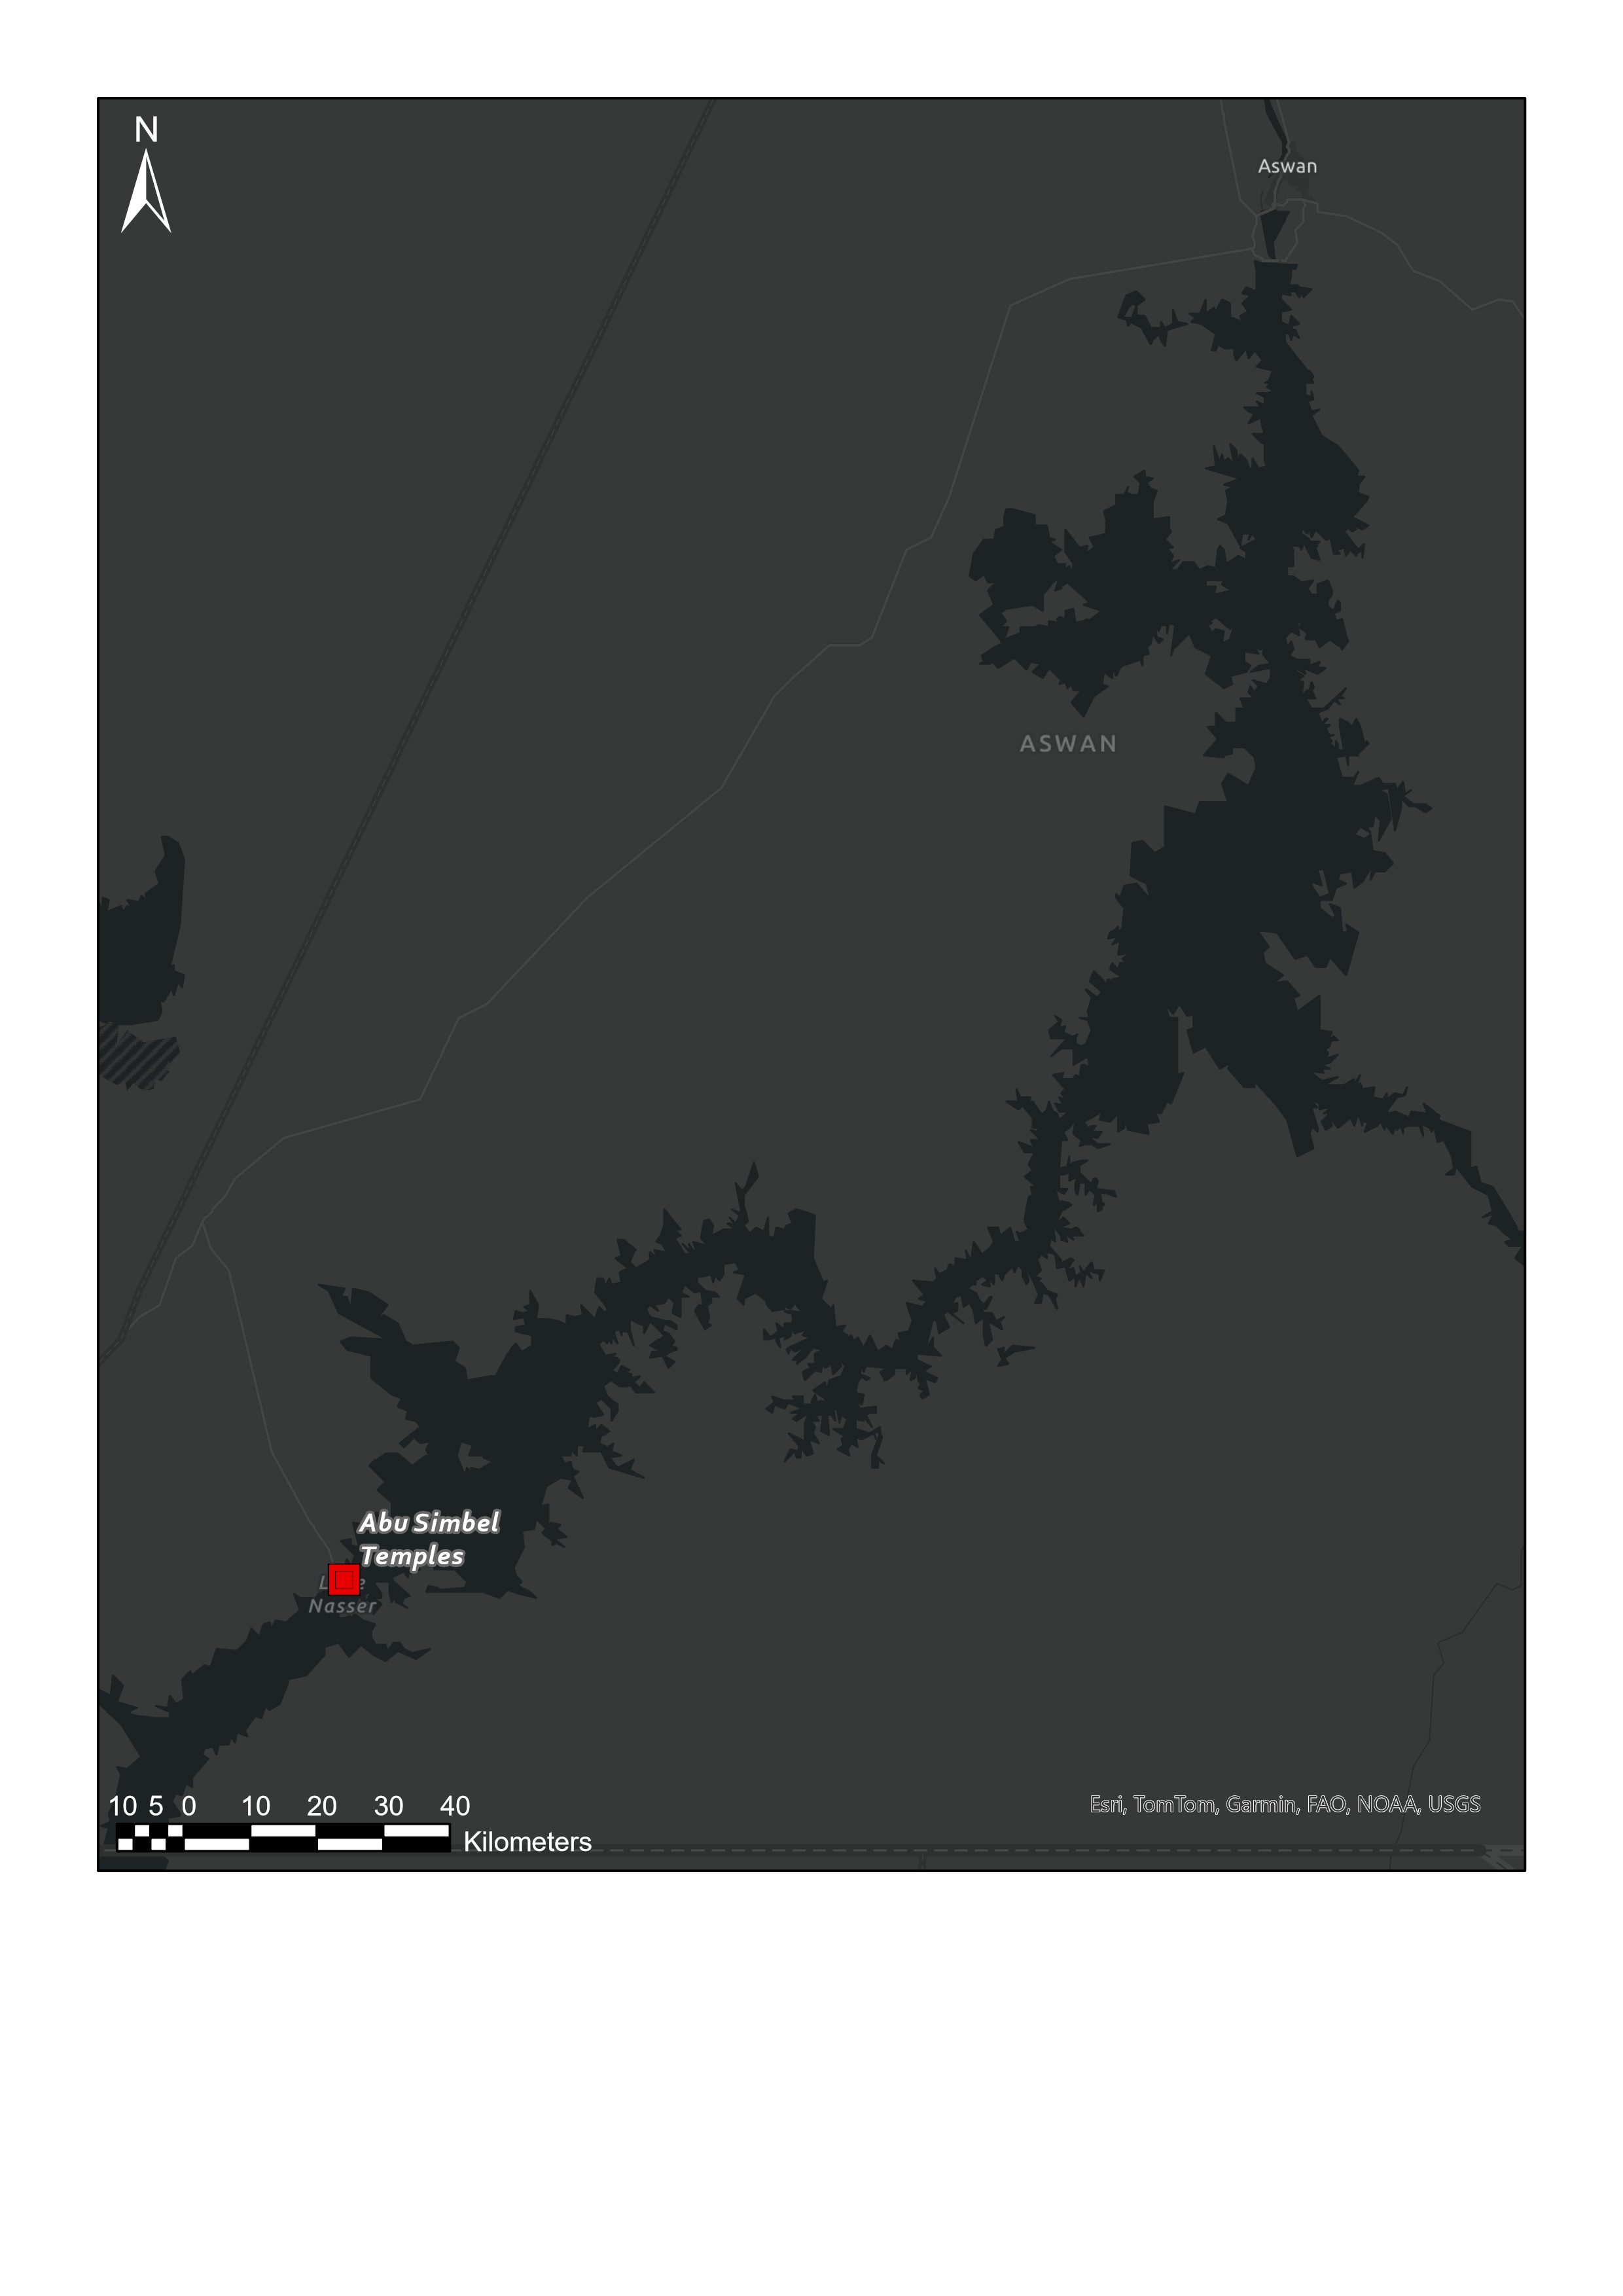 N
Aswan
ASWAN
Abu Simbel
Temples
Nasser
10 5 0 10 20 30 40
Kilometers
Esri, TomTom, Garmin, FAO, NOAA, USGS